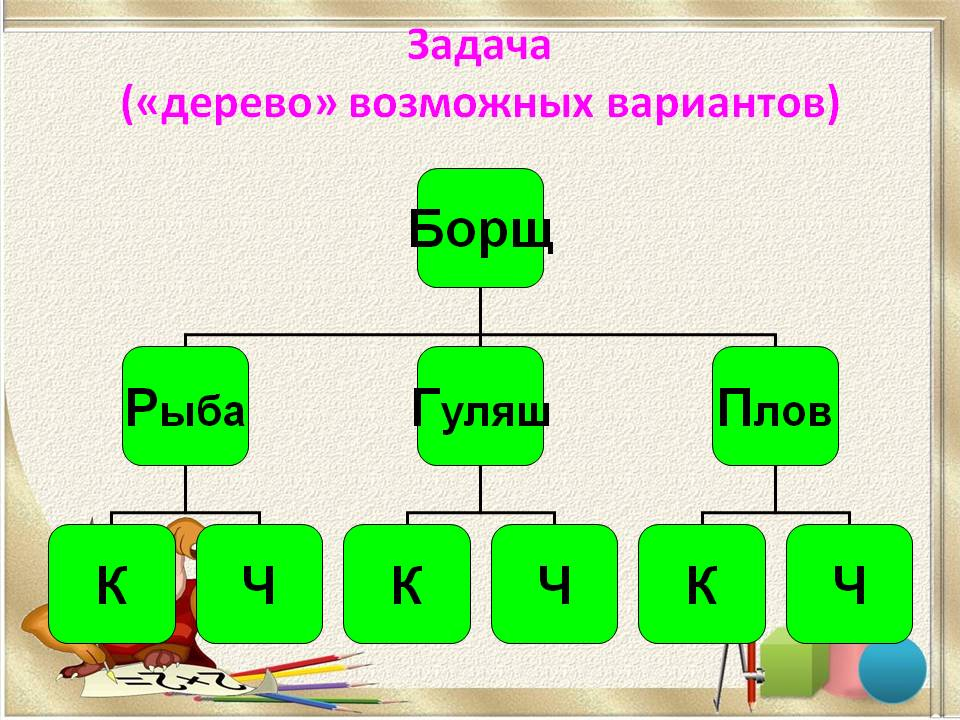 Задача
(«дерево» возможных вариантов)
Борщ
Рыба Гуляш Плов
К Ч К Ч К Ч